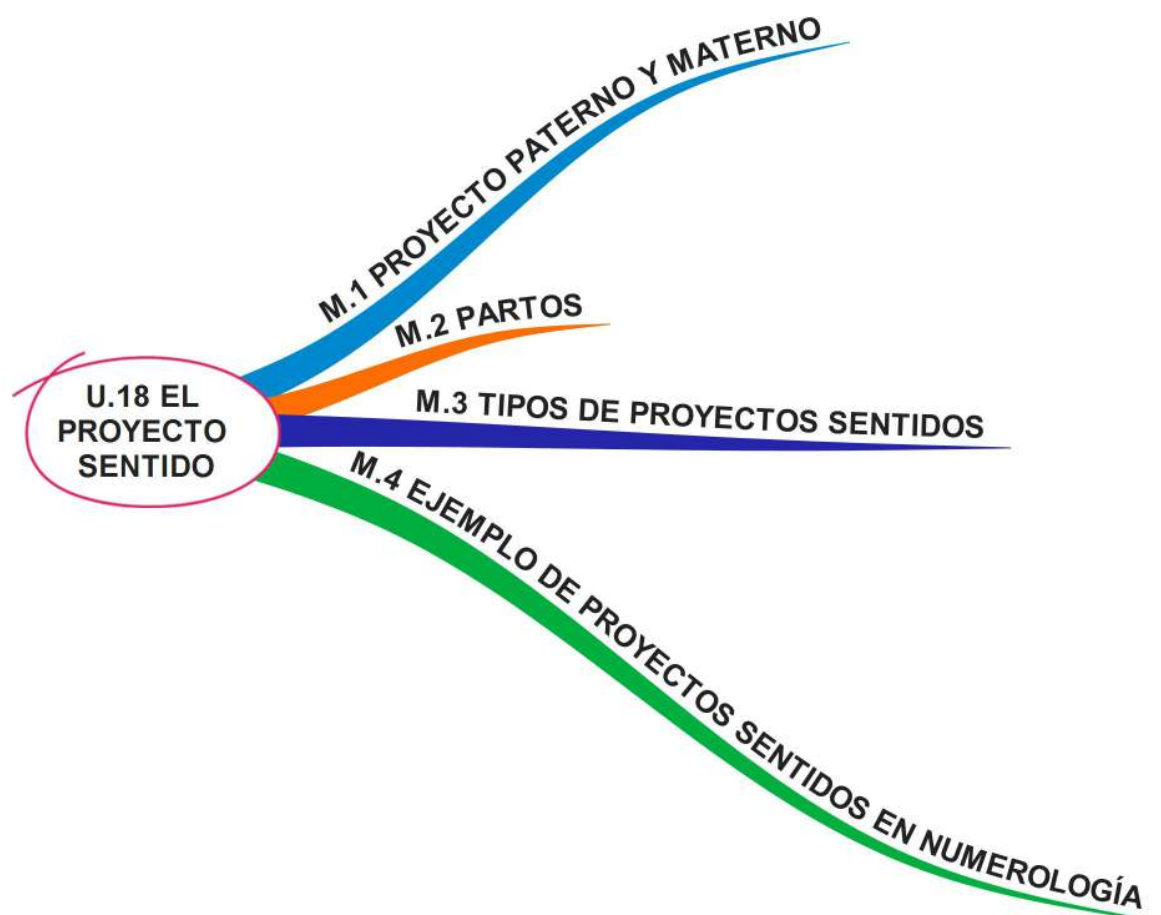 U.18 EL
PROYECTO
SENTIDO
M.1 PROYECTO PATERNO Y MATERNO
M.2 PARTOS
M.3 TIPOS DE PROYECTOS SENTIDOS
M.4 EJEMPLO DE PROYECTOS SENTIDOS EN NUMEROLOGÍA